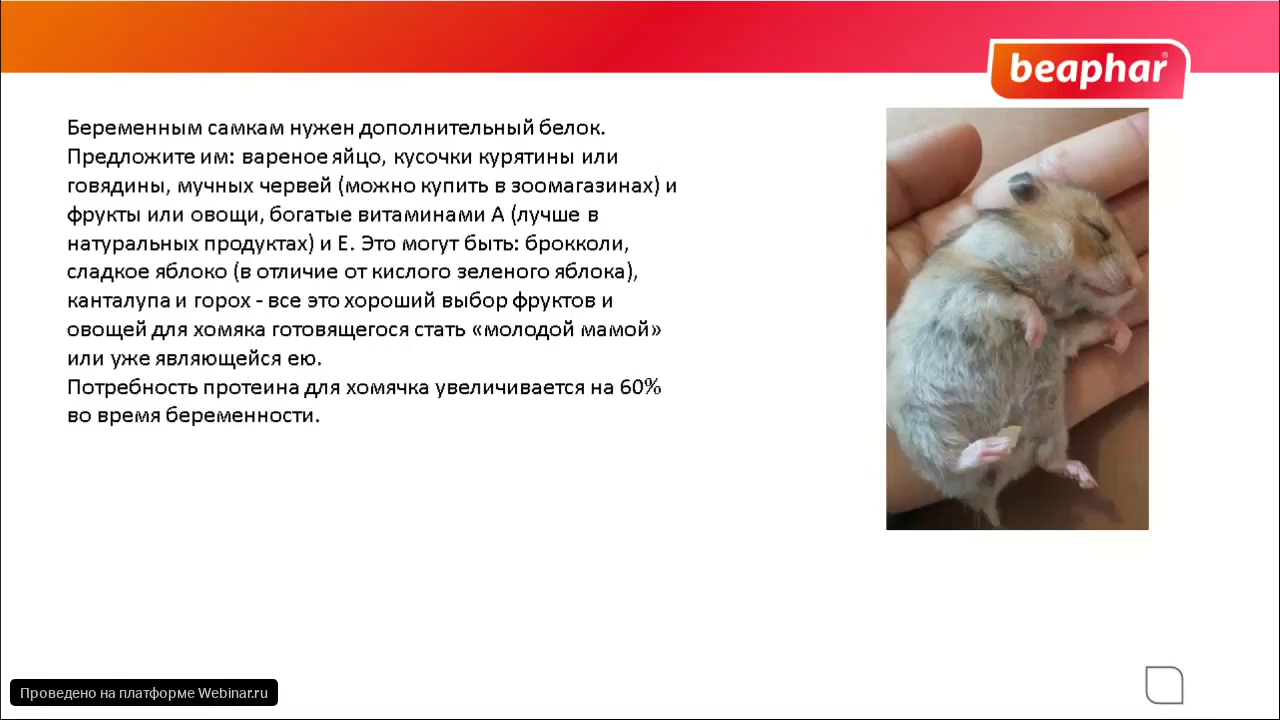 beaphar®
Беременным самкам нужен дополнительный белок.
Предложите им: вареное яйцо, кусочки курятины или
говядины, мучных червей (можно купить в зоомагазинах) и
фрукты или овощи, богатые витаминами А (лучше в
натуральных продуктах) и Е. Это могут быть: брокколи,
сладкое яблоко (в отличие от кислого зеленого яблока),
канталупа и горох - все это хороший выбор фруктов и
овощей для хомяка готовящегося стать «молодой мамой»
или уже являющейся ею.
Потребность протеина для хомячка увеличивается на 60%
во время беременности.
Проведено на платформе Webinar.ru